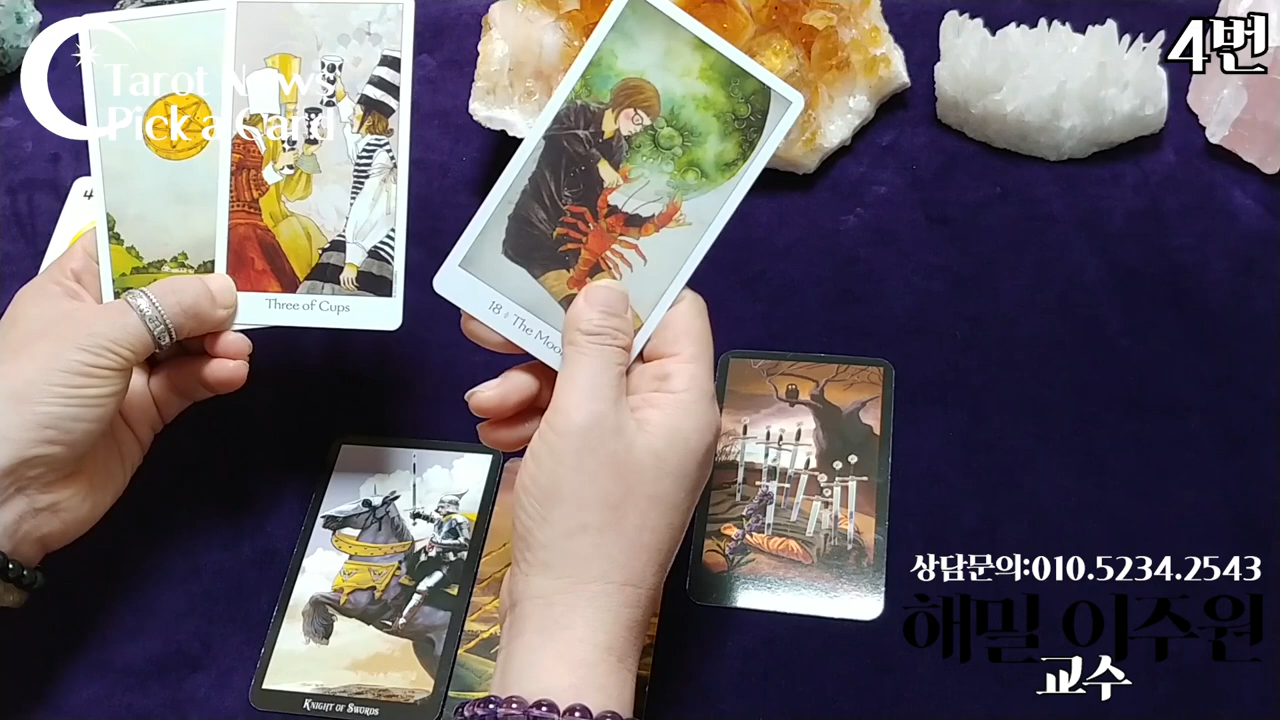 Tarot News
Pick a Card
4번
4
Three of Cups
18 The Moo
상담문의:010.5234.2543
해밀 이주원
교수
KNIGHT OF SWORDS